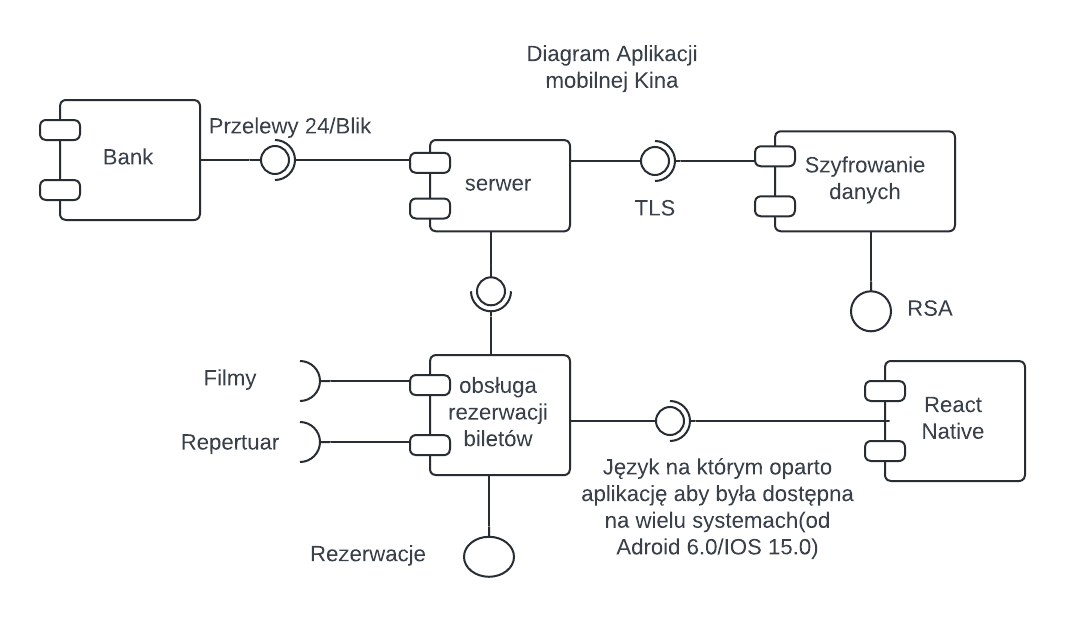 Diagram Aplikacji
mobilnej Kina
Przelewy 24/Blik
Bank
serwer
Szyfrowanie
danych
TLS
RSA
Filmy
obsługa
rezerwacji
biletów
Repertuar
React
Native
Język na którym oparto
aplikację aby była dostępna
na wielu systemach(od
Adroid 6.0/IOS 15.0)
Rezerwacje